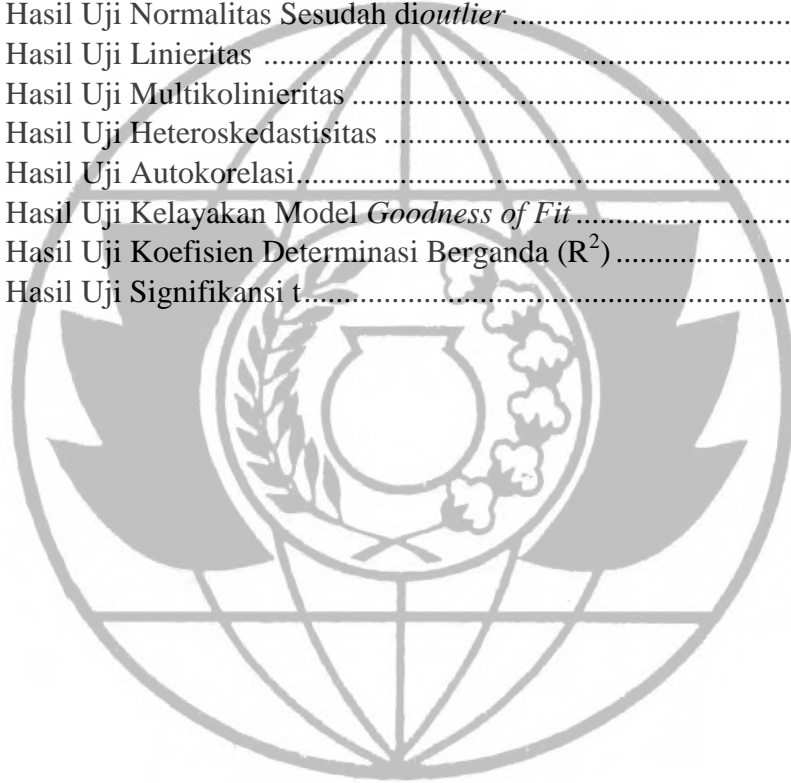 Hasil Uji Normalitas Sesudah dioutlier ....................................
Hasil Uji Linieritas ......................................................................
Hasil Uji Multikolinieritas ..........................................................
Hasil Uji Heteroskedastisitas ......................................................
Hasil Uji Autokorelasi.................................................................
Hasil Uji Kelayakan Model Goodness of Fit ............................
Hasil Uji Koefisien Determinasi Berganda (R²) .......................
Hasil Uji Signifikansi t................................................................